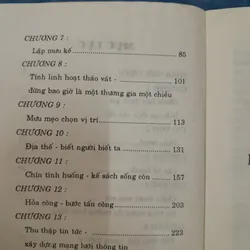 CHƯƠNG 7 :
Lập mưu kế 85
CHƯƠNG 8 :
Tính linh hoạt tháo vát - 101
đừng bao giờ là một thương gia một chiều
CHƯƠNG 9 :
Mưu mẹo chọn vị trí 113
CHƯƠNG 10 :
Địa thế - biết người biết ta 131
CHƯƠNG 11 :
Chín tình huống - kế sách sống còn 157
CHƯƠNG 12 :
Hỏa công - bước tấn công 203
CHƯƠNG 13 :
Thu thập tin tức - 223
xây dựng mạng lưới thông tin